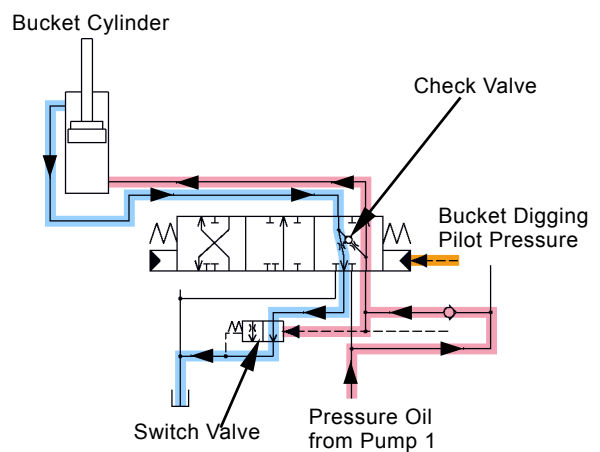 Bucket Cylinder
Check Valve
Bucket Digging
Pilot Pressure
Switch Valve
Pressure Oil
from Pump 1